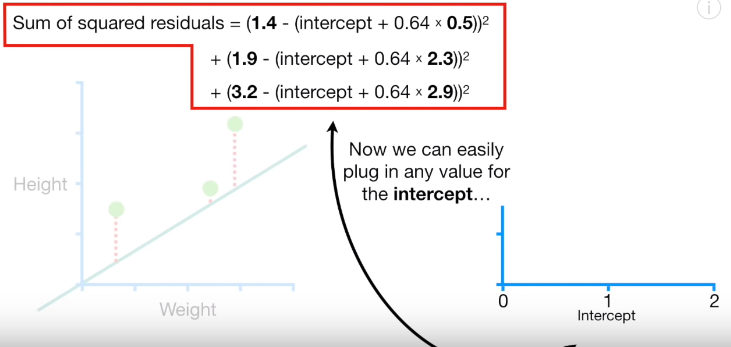 Sum of squared residuals = (1.4 - (intercept + 0.64 × 0.5))²
+ (1.9 - (intercept + 0.64 × 2.3))²
+ (3.2 - (intercept + 0.64 × 2.9))²
Now we can easily
plug in any value for
the intercept…
Height
Weight
0 1 2
Intercept